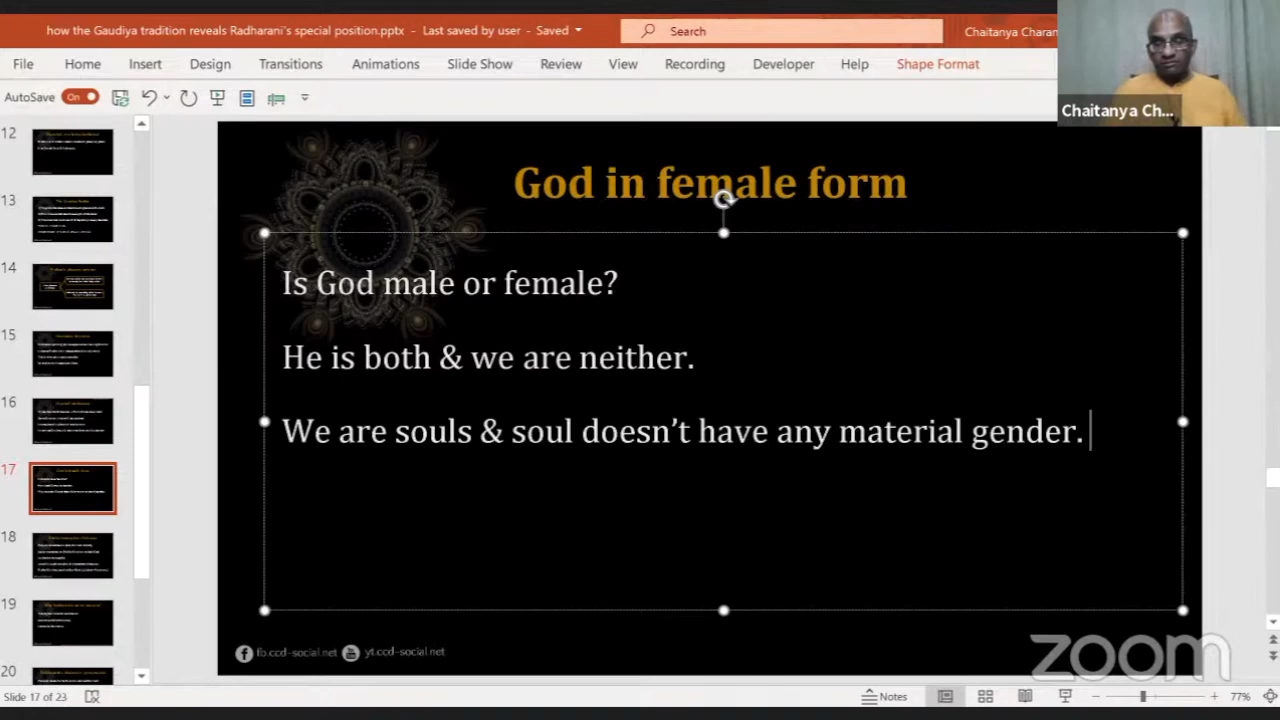 how the Gaudiya tradition reveals Radharani's special position.pptx - Last saved by user - Saved
Search
Chaitanya Charan
File Home Insert Design Transitions Animations Slide Show Review View Recording Developer Help Shape Format
AutoSave On
Chaitanya Ch...
12
13
14
15
16
17
18
19
20
God in female form
Is God male or female?
He is both & we are neither.
We are souls & soul doesn't have any material gender.
fb.ccd-social.net yt.ccd-social.net
zoom
Slide 17 of 23
Notes
77%